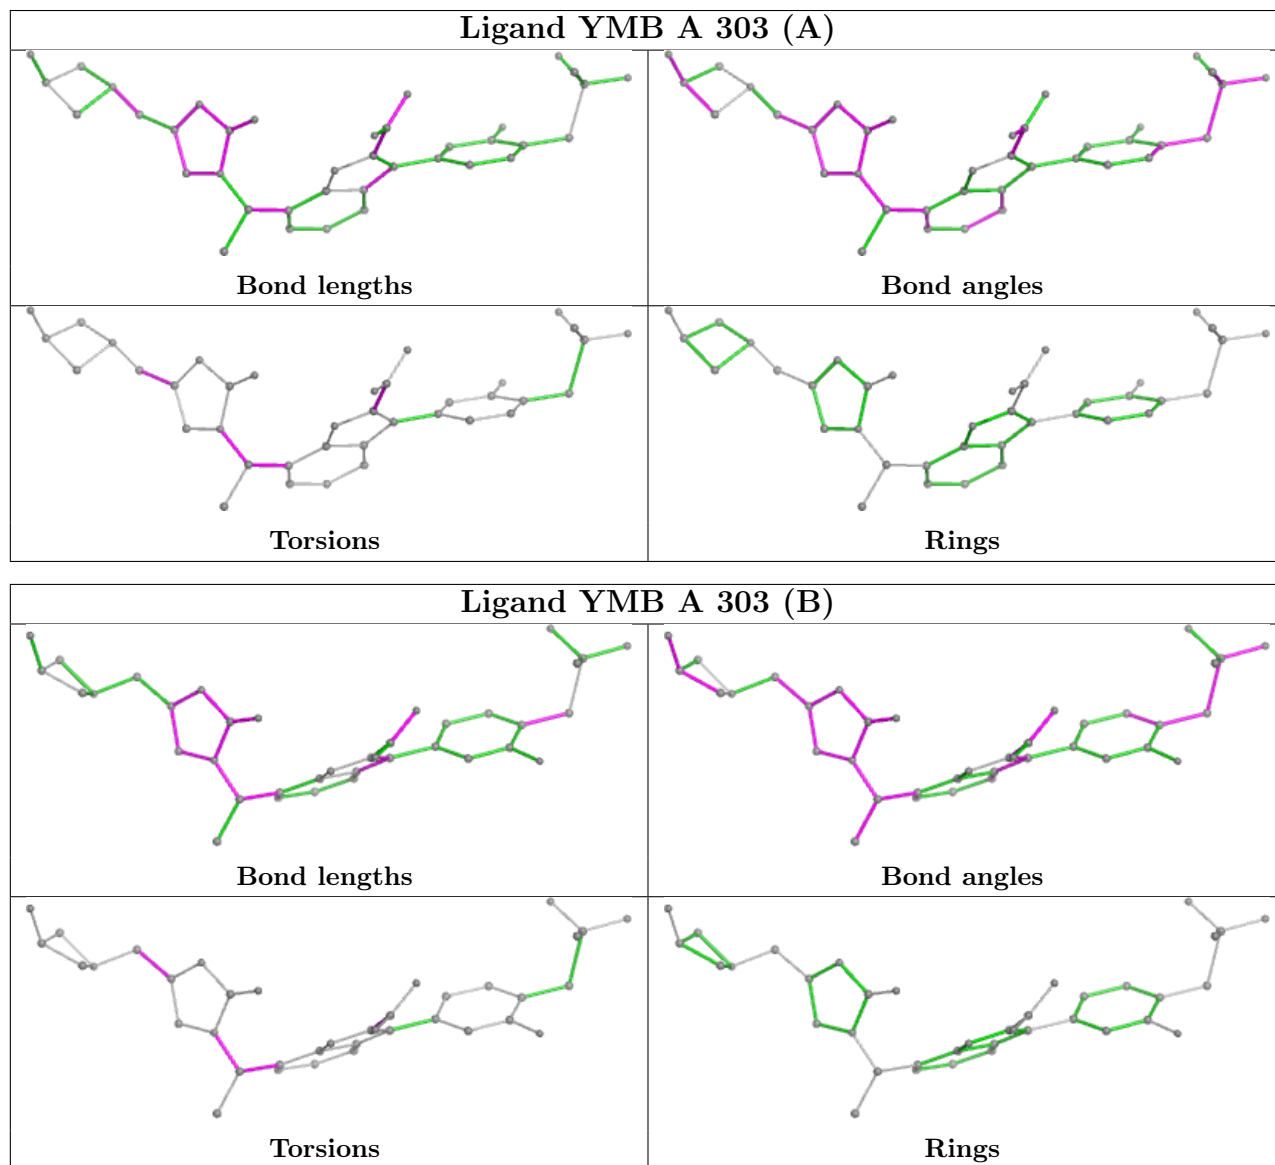 Ligand YMB A 303 (A)
Bond lengths
Bond angles
Torsions
Rings
Ligand YMB A 303 (B)
Bond lengths
Bond angles
Torsions
Rings